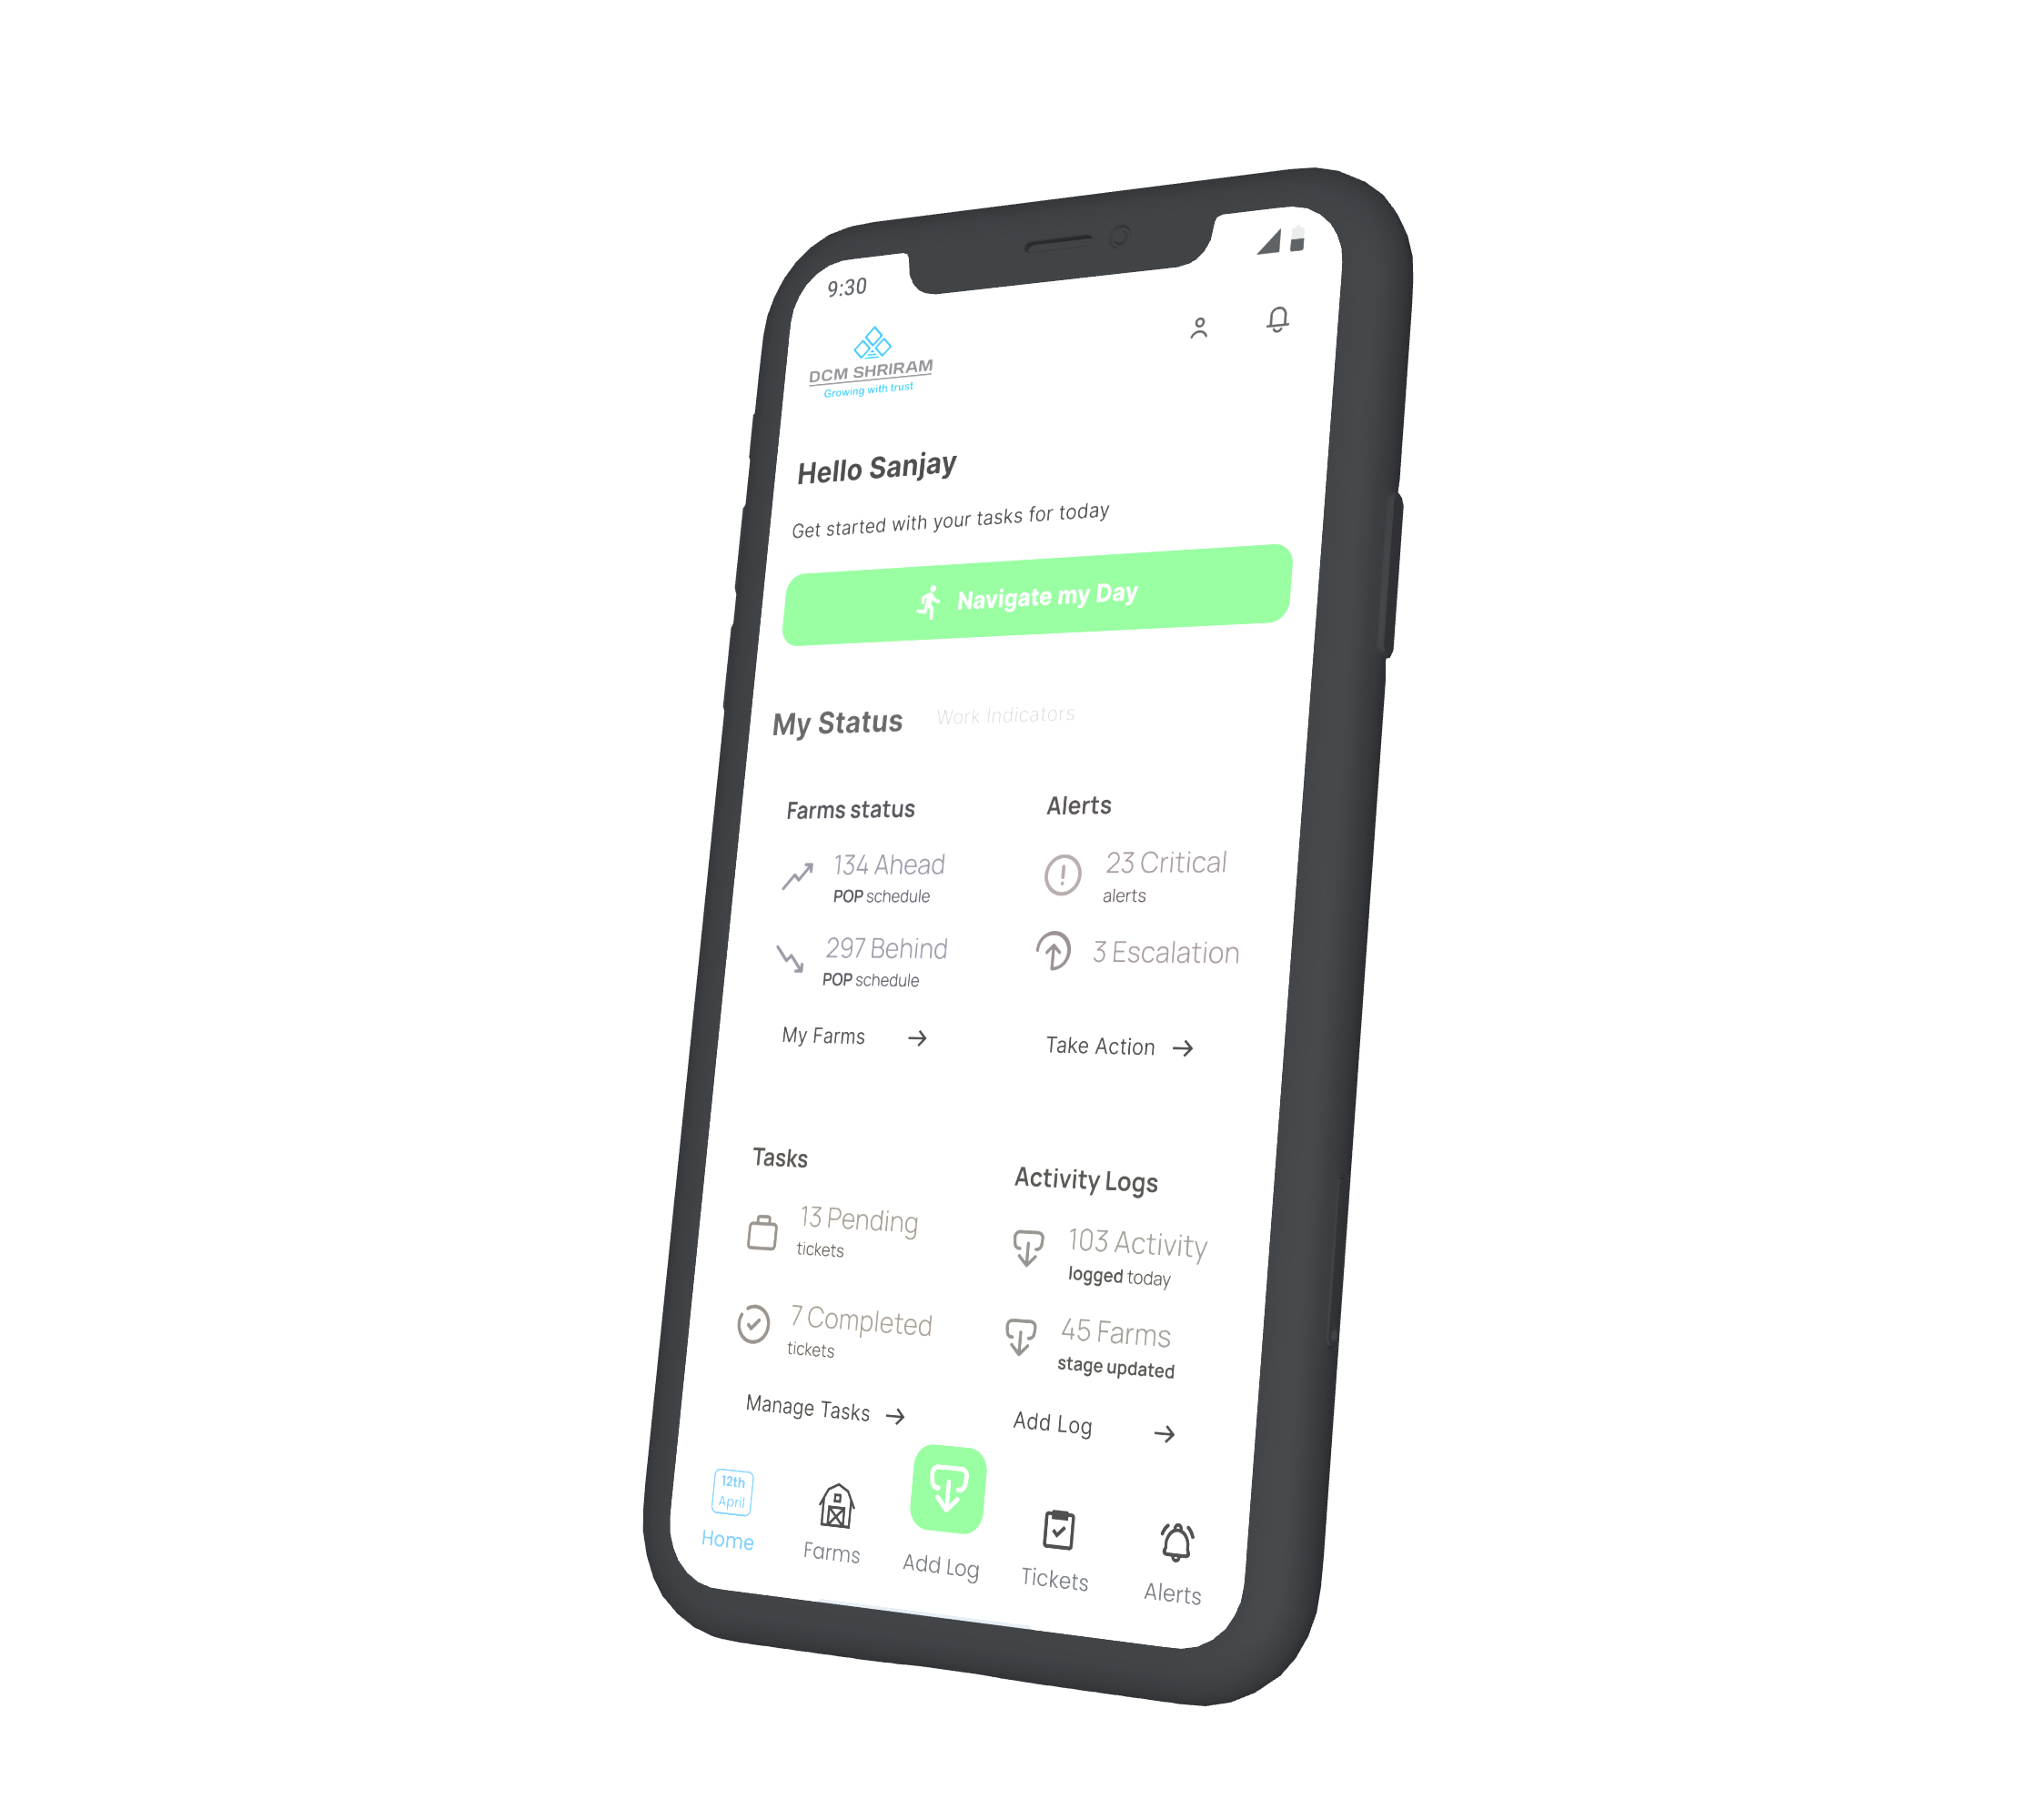 9:30
DCM SHRIRAM
Growing with trust
Hello Sanjay
Get started with your tasks for today
Navigate my Day
My Status Work Indicators
Farms status
134 Ahead
POP schedule
297 Behind
POP schedule
My Farms
Alerts
23 Critical
alerts
3 Escalation
Take Action
Tasks
13 Pending
tickets
7 Completed
tickets
Manage Tasks
Activity Logs
103 Activity
logged today
45 Farms
stage updated
Add Log
12th
April
Home
Farms
Add Log
Tickets
Alerts